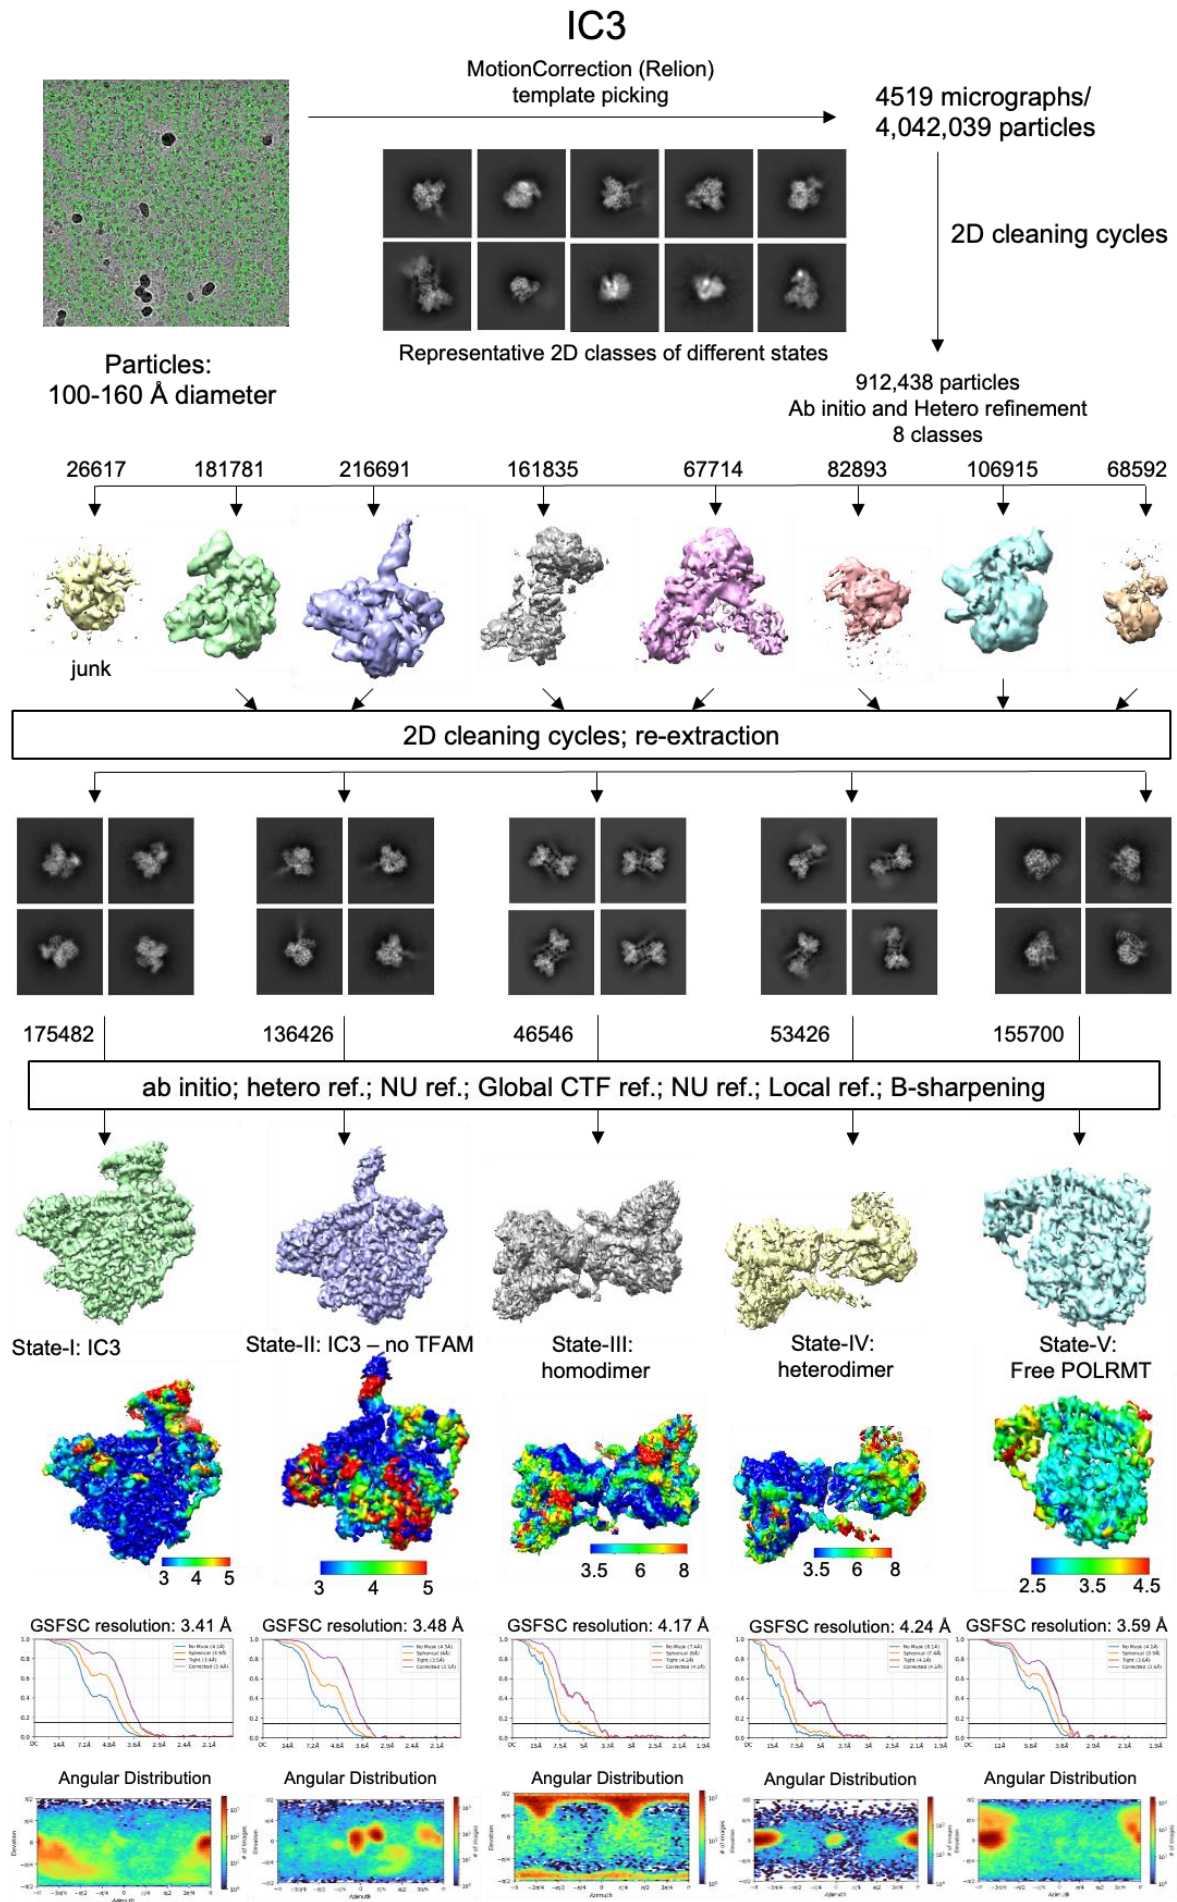 IC3
MotionCorrection (Relion)
template picking
4519 micrographs/
4,042,039 particles
2D cleaning cycles
Representative 2D classes of different states
Particles:
100-160 Å diameter
912,438 particles
Ab initio and Hetero refinement
8 classes
26617 181781 216691 161835 67714 82893 106915 68592
junk
2D cleaning cycles; re-extraction
175482 136426 46546 53426 155700
ab initio; hetero ref.; NU ref.; Global CTF ref.; NU ref.; Local ref.; B-sharpening
State-I: IC3
State-II: IC3 – no TFAM
State-III:
homodimer
State-IV:
heterodimer
State-V:
Free POLRMT
3 4 5
3 4 5
3.5 6 8
3.5 6 8
2.5 3.5 4.5
GSFSC resolution: 3.41 Å
GSFSC resolution: 3.48 Å
GSFSC resolution: 4.17 Å
GSFSC resolution: 4.24 Å
GSFSC resolution: 3.59 Å
Angular Distribution
Angular Distribution
Angular Distribution
Angular Distribution
Angular Distribution